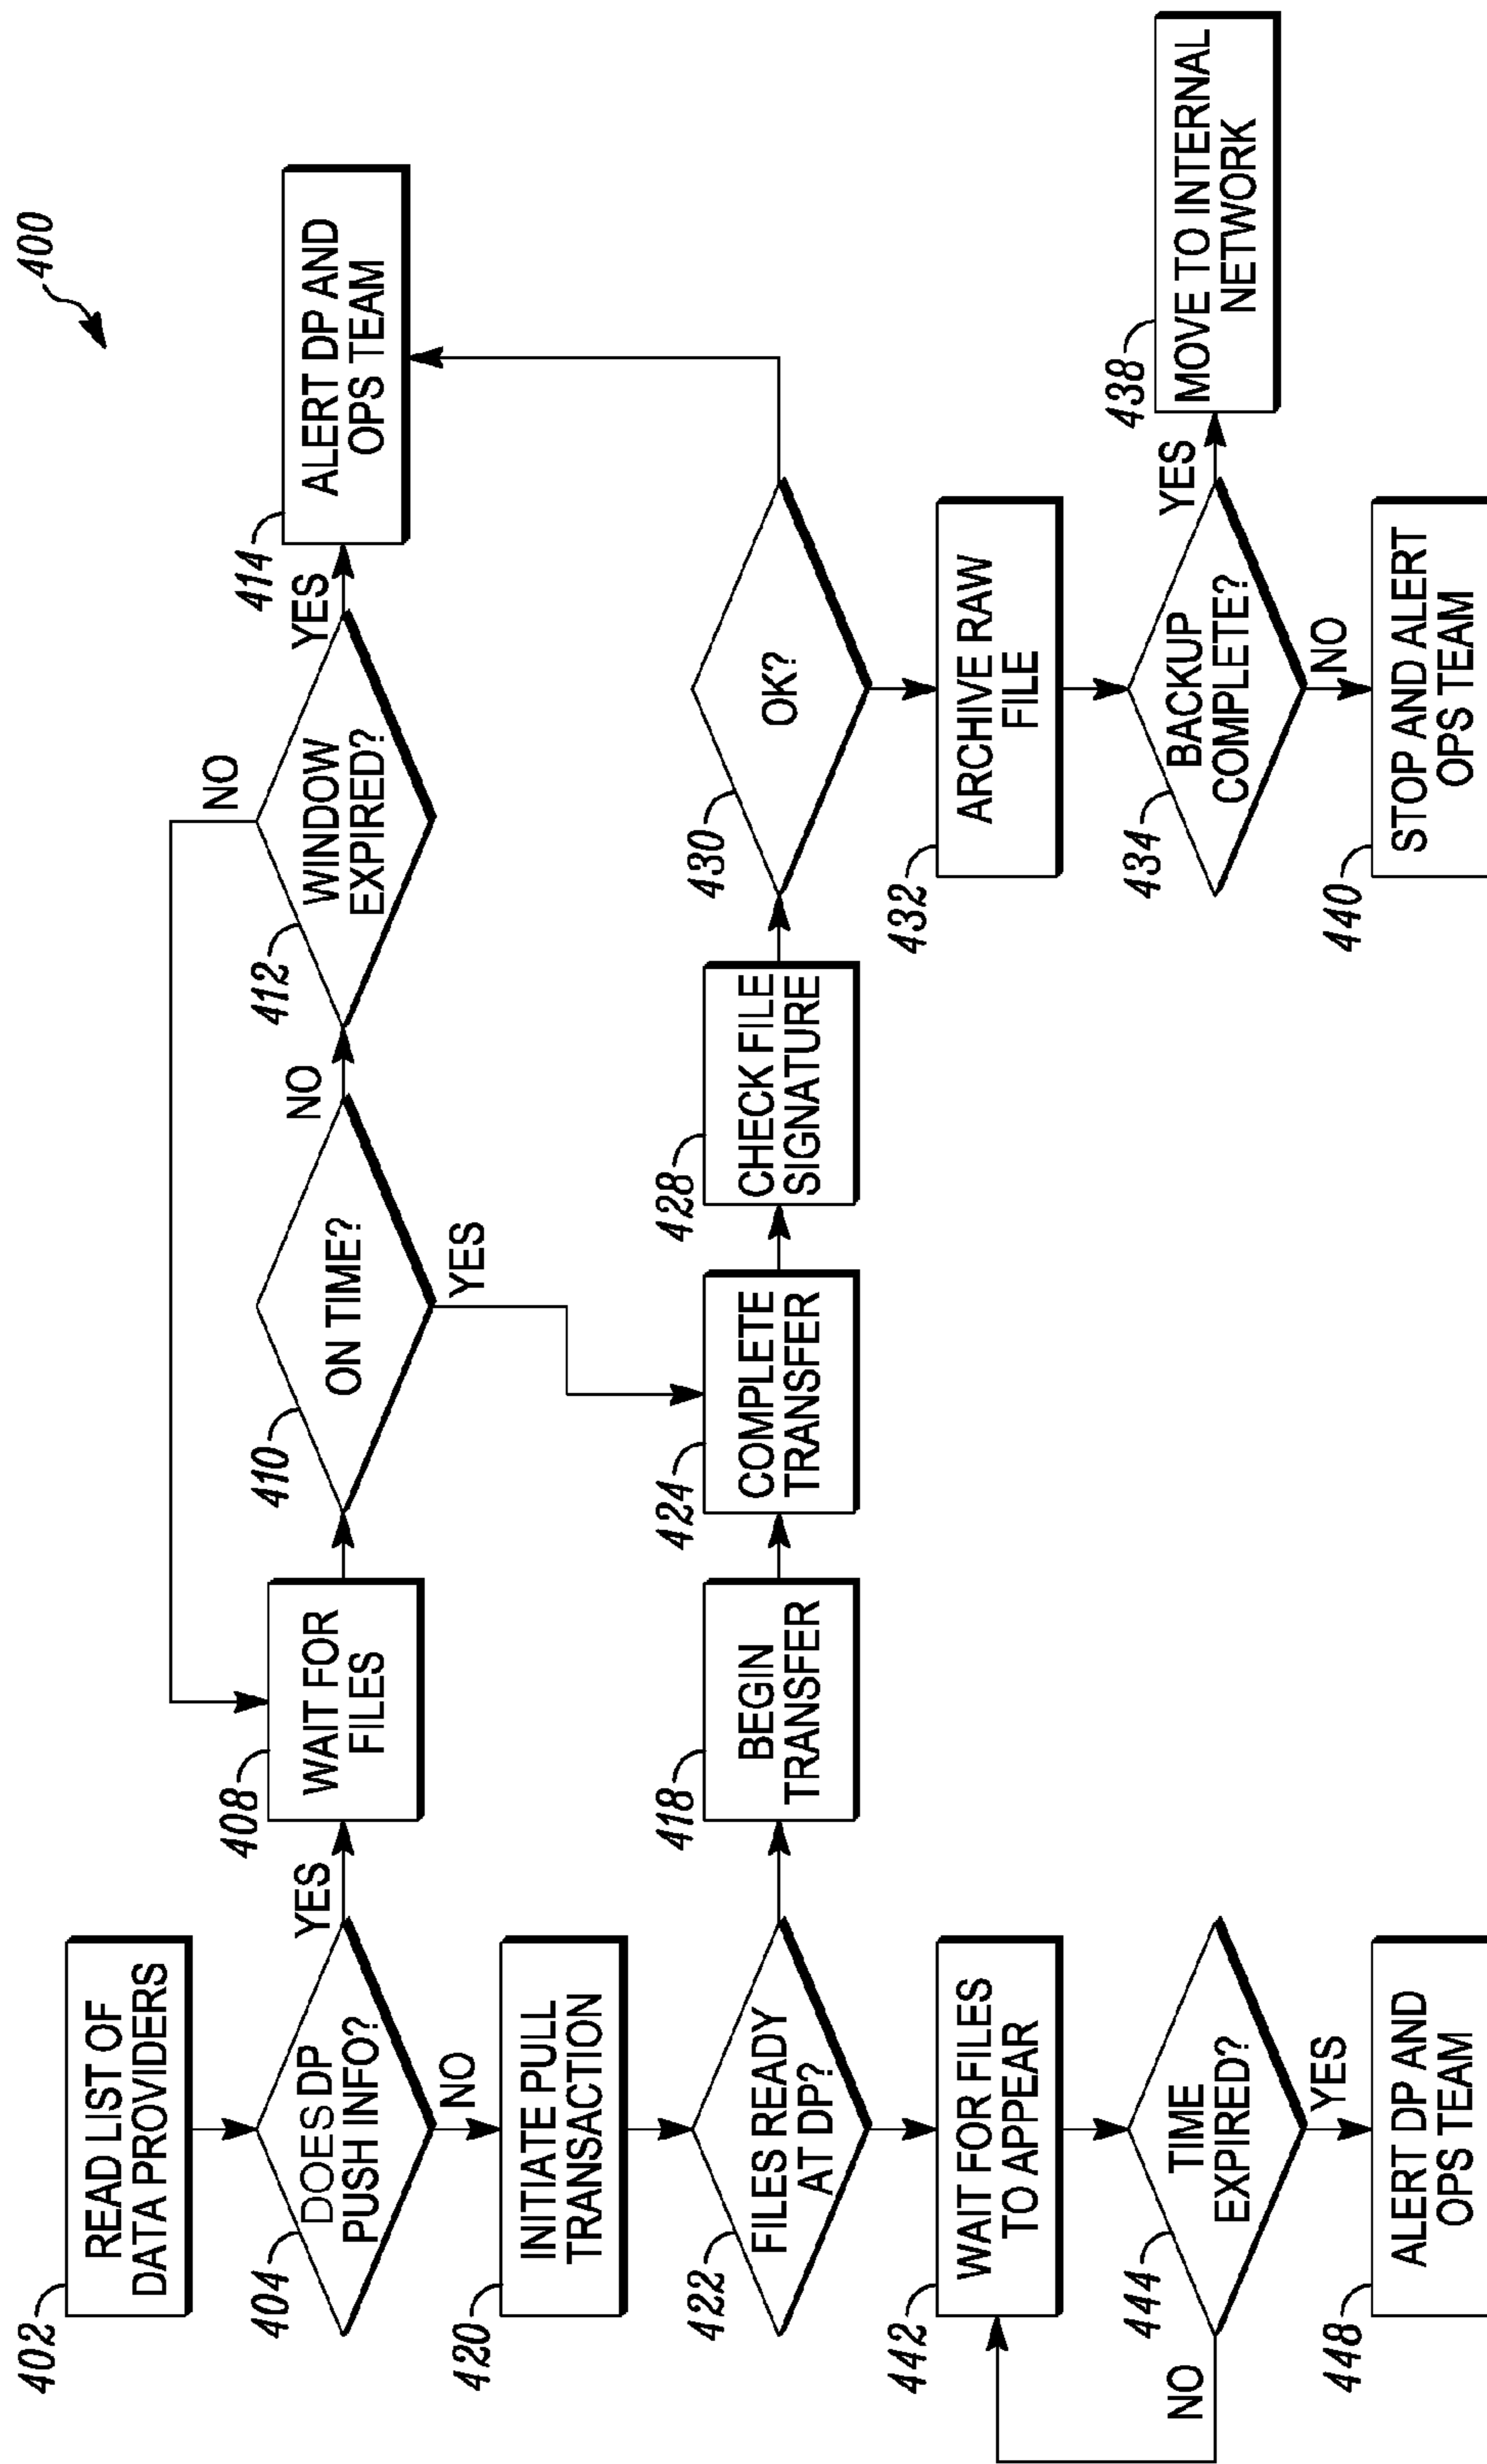 400
402
READ LIST OF
DATA PROVIDERS
404
DOES DP
PUSH INFO?
YES
NO
408
WAIT FOR
FILES
410
ON TIME?
NO
YES
412
WINDOW
EXPIRED?
NO
YES
414
ALERT DP AND
OPS TEAM
420
INITIATE PULL
TRANSACTION
422
FILES READY
AT DP?
418
BEGIN
TRANSFER
424
COMPLETE
TRANSFER
428
CHECK FILE
SIGNATURE
430
OK?
432
ARCHIVE RAW
FILE
434
BACKUP
COMPLETE?
YES
NO
438
MOVE TO INTERNAL
NETWORK
440
STOP AND ALERT
OPS TEAM
442
WAIT FOR FILES
TO APPEAR
444
TIME
EXPIRED?
NO
YES
448
ALERT DP AND
OPS TEAM